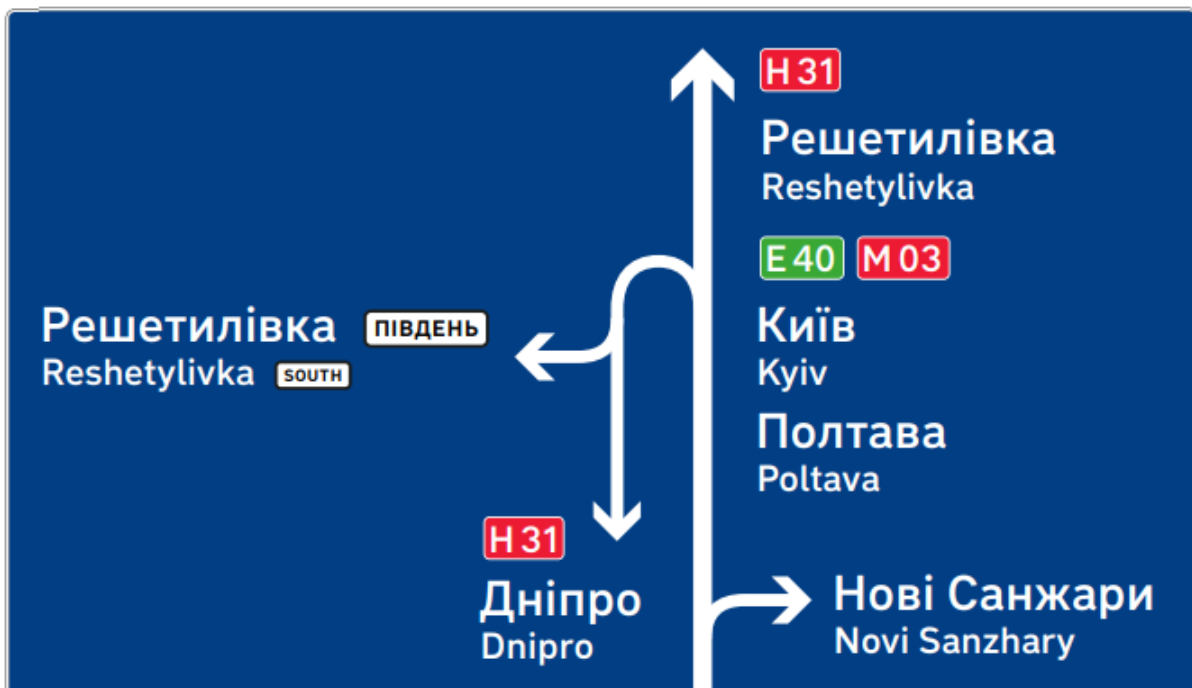 Н 31
Решетилівка
Reshetylivka
E 40 М 03
Київ
Kyiv
Полтава
Poltava
Решетилівка ПІВДЕНЬ
Reshetylivka SOUTH
Н 31
Дніпро
Dnipro
Нові Санжари
Novi Sanzhary